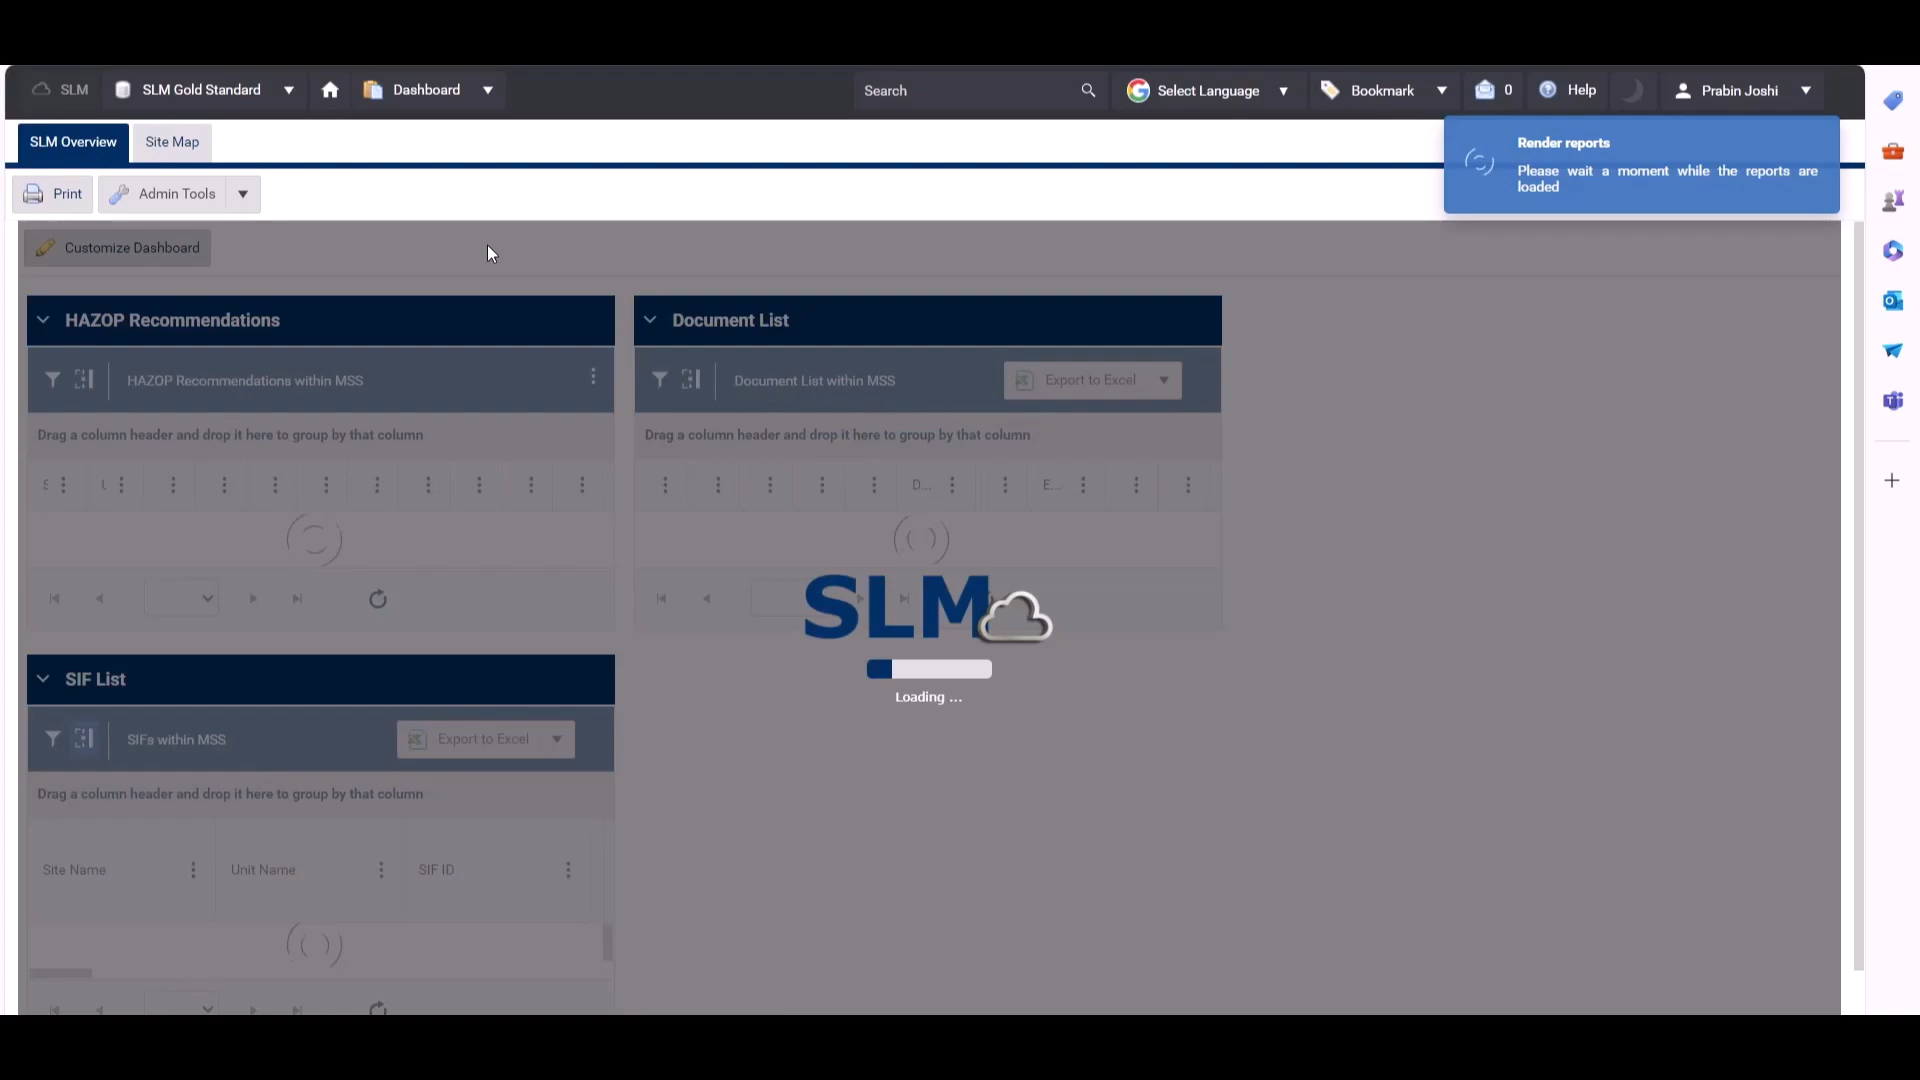 SLM
SLM Gold Standard
Dashboard
Search
Select Language
Bookmark
0
Help
Prabin Joshi
SLM Overview
Site Map
Render reports
Please wait a moment while the reports are
loaded
Print
Admin Tools
Customize Dashboard
HAZOP Recommendations
HAZOP Recommendations within MSS
Drag a column header and drop it here to group by that column
Document List
Document List within MSS
Export to Excel
Drag a column header and drop it here to group by that column
D...
E...
SLM
Loading ...
SIF List
SIFs within MSS
Export to Excel
Drag a column header and drop it here to group by that column
Site Name
Unit Name
SIF ID